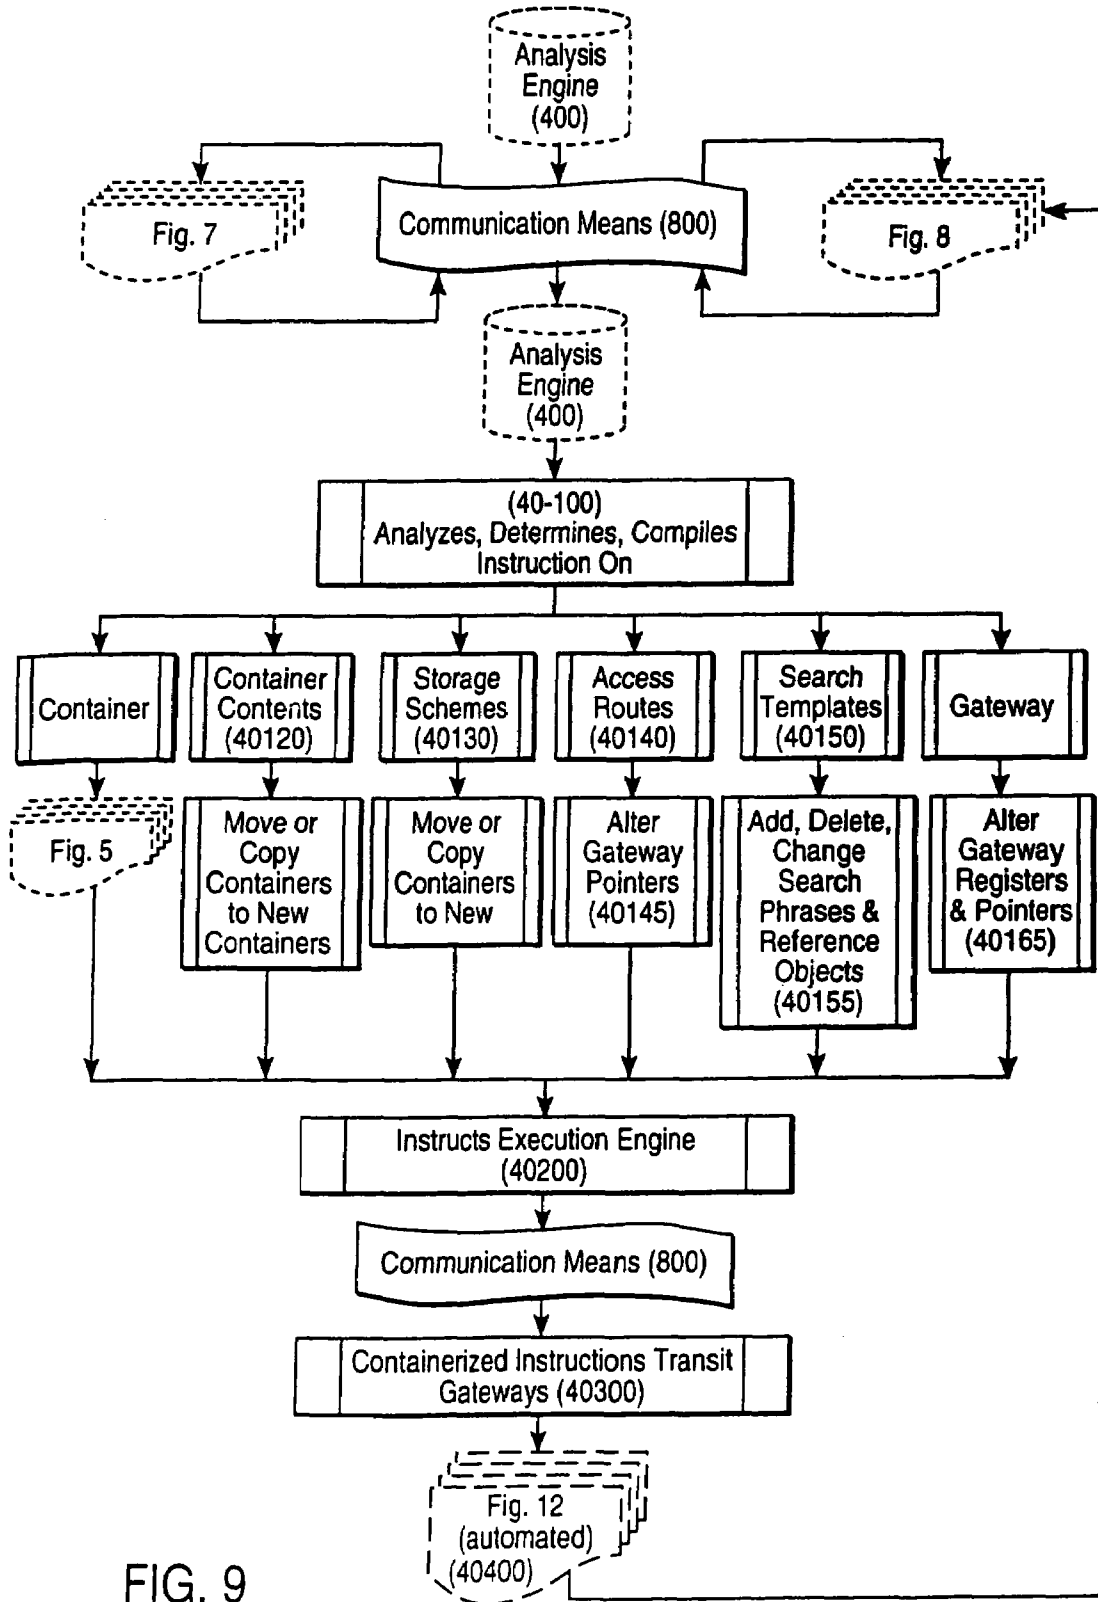 Analysis
Engine
(400)
Fig. 7
Communication Means (800)
Fig. 8
Analysis
Engine
(400)
(40-100)
Analyzes, Determines, Compiles
Instruction On
Container
Container
Contents
(40120)
Storage
Schemes
(40130)
Access
Routes
(40140)
Search
Templates
(40150)
Gateway
Fig. 5
Move or
Copy
Containers
to New
Containers
Move or
Copy
Containers
to New
Alter
Gateway
Pointers
(40145)
Add, Delete,
Change
Search
Phrases &
Reference
Objects
(40155)
Alter
Gateway
Registers
& Pointers
(40165)
Instructs Execution Engine
(40200)
Communication Means (800)
Containerized Instructions Transit
Gateways (40300)
Fig. 12
(automated)
(40400)
FIG. 9